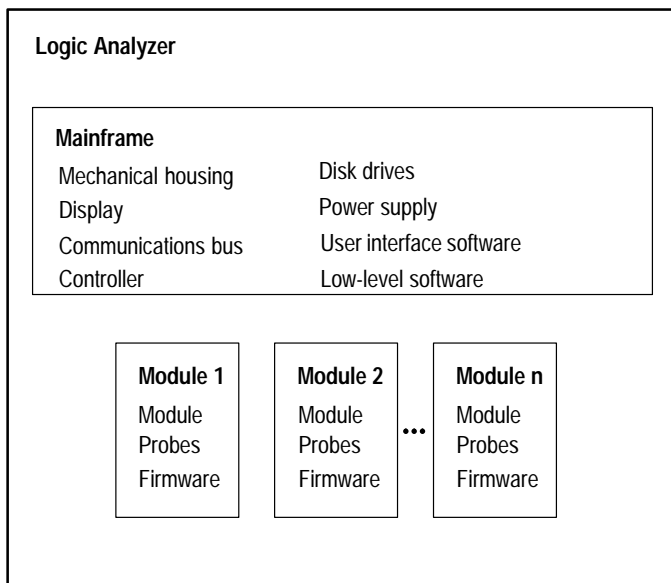 Logic Analyzer
Mainframe
Mechanical housing
Display
Communications bus
Controller
Disk drives
Power supply
User interface software
Low-level software
Module 1
Module
Probes
Firmware
Module 2
Module
Probes
Firmware
...
Module n
Module
Probes
Firmware